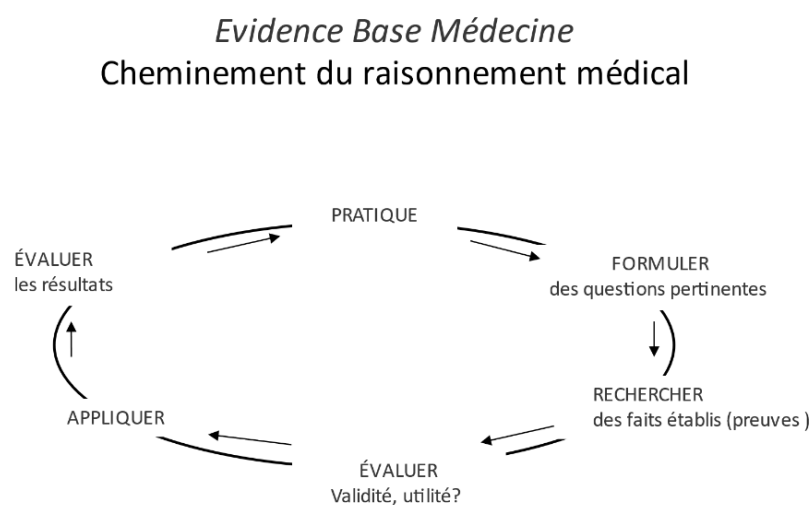 Evidence Base Médecine
Cheminement du raisonnement médical
PRATIQUE
FORMULER
des questions pertinentes
RECHERCHER
des faits établis (preuves )
ÉVALUER
Validité, utilité?
APPLIQUER
ÉVALUER
les résultats